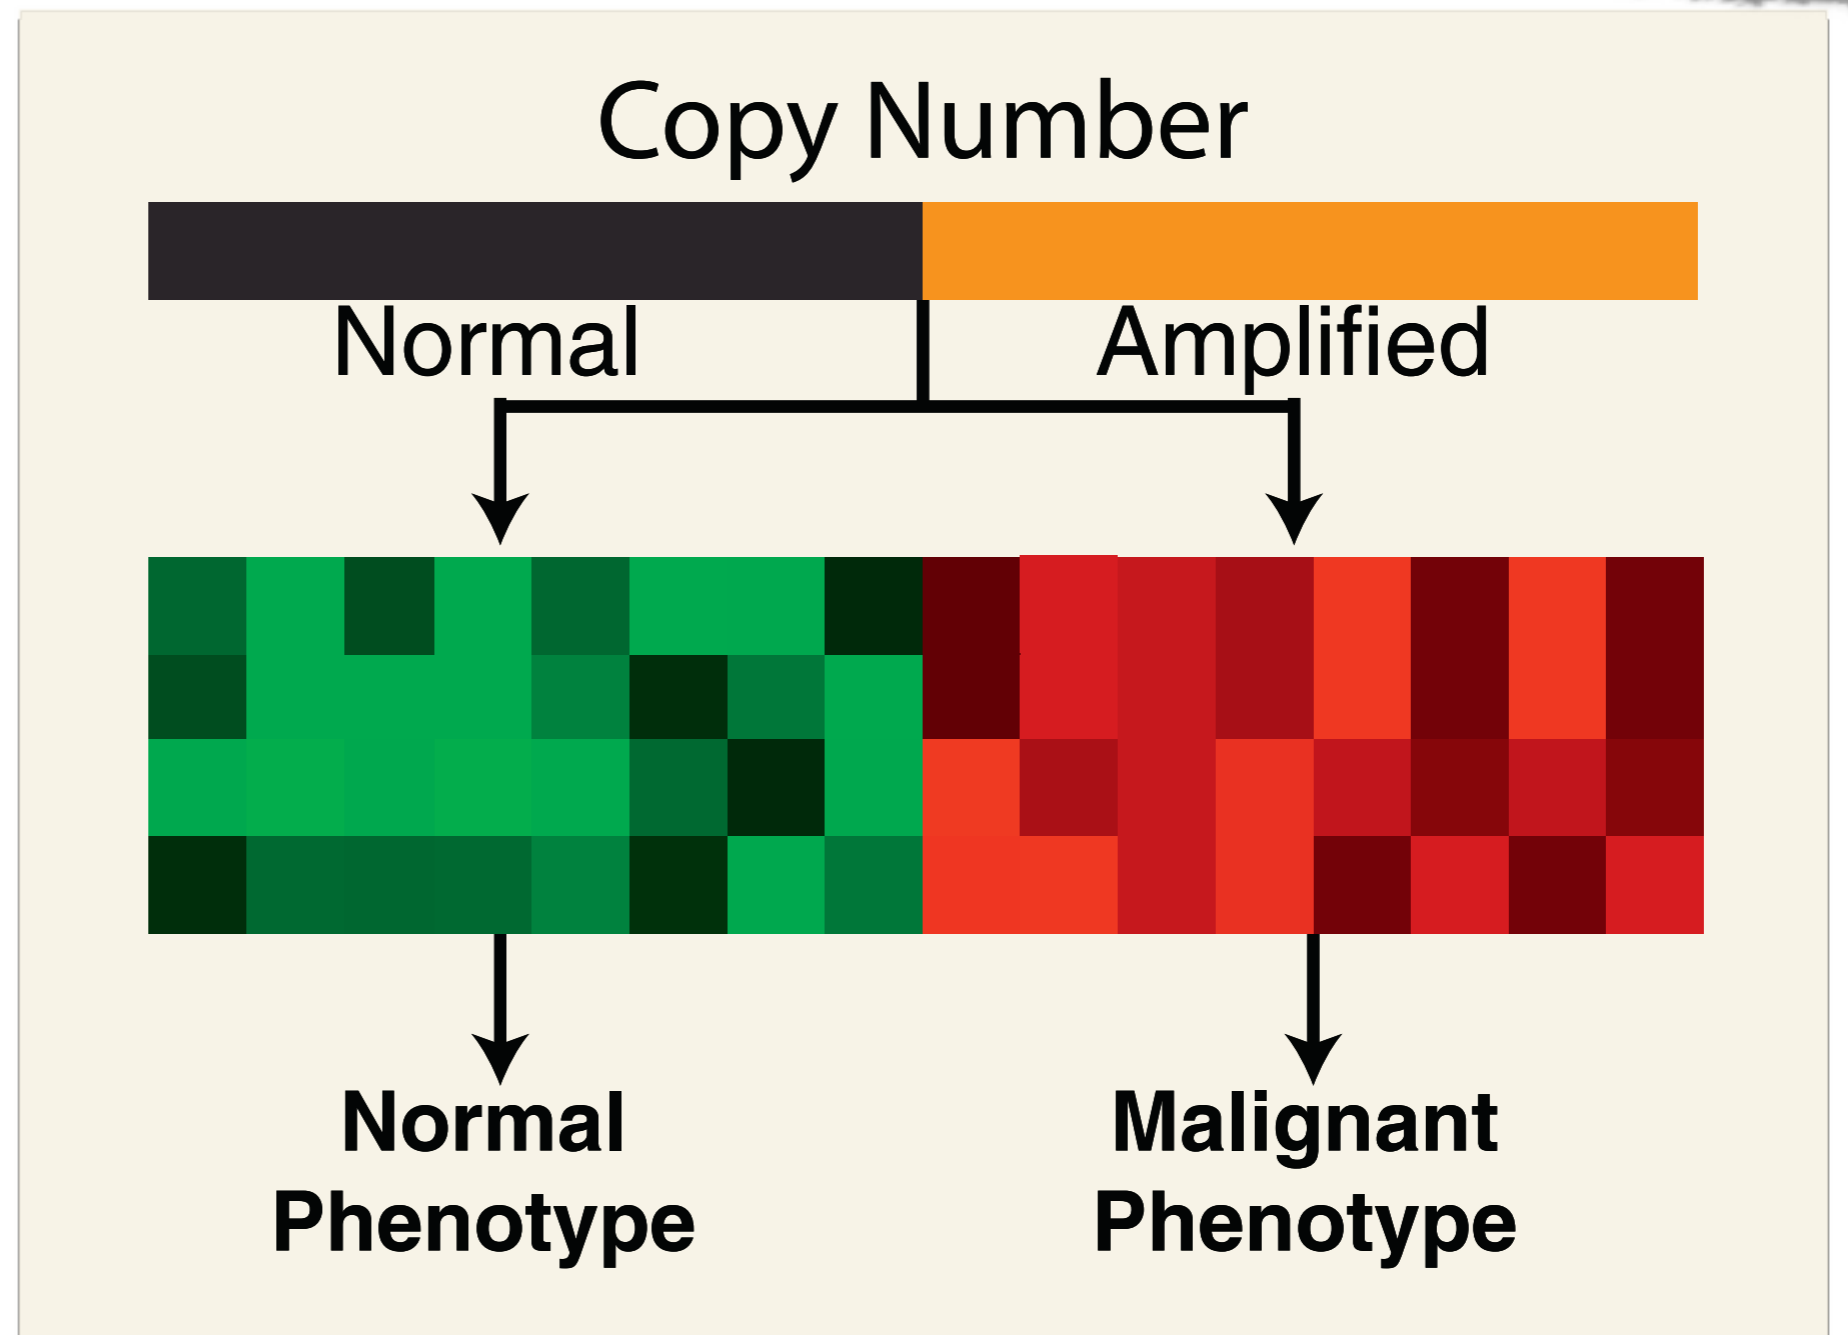 Copy Number
Normal
Amplified
Normal
Phenotype
Malignant
Phenotype